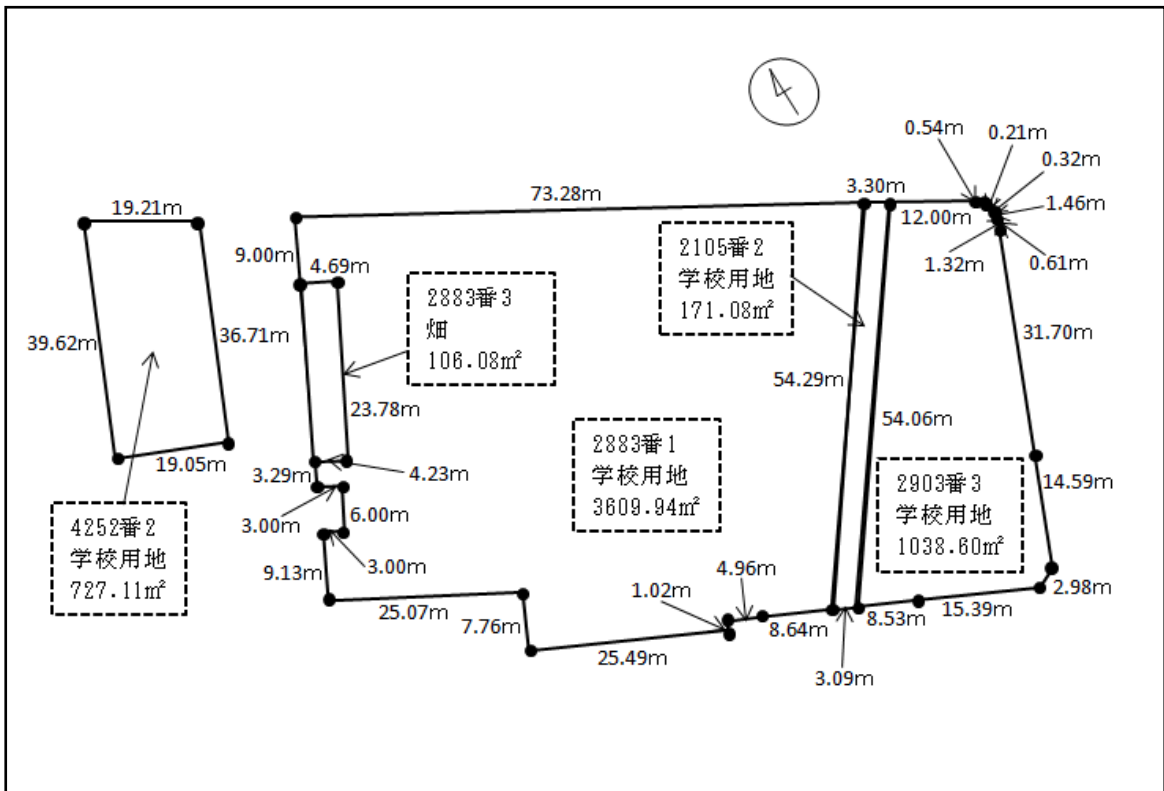 0.54m
0.21m
0.32m
19.21m
73.28m
3.30m
12.00m
1.46m
9.00m
4.69m
2105番2
学校用地
171.08㎡
1.32m
0.61m
2883番3
畑
106.08㎡
39.62m
36.71m
31.70m
54.29m
23.78m
54.06m
2883番1
学校用地
3609.94㎡
19.05m
3.29m
4.23m
2903番3
学校用地
1038.60㎡
14.59m
4252番2
学校用地
727.11㎡
3.00m
6.00m
9.13m
3.00m
25.07m
4.96m
1.02m
2.98m
7.76m
8.64m
8.53m
15.39m
25.49m
3.09m